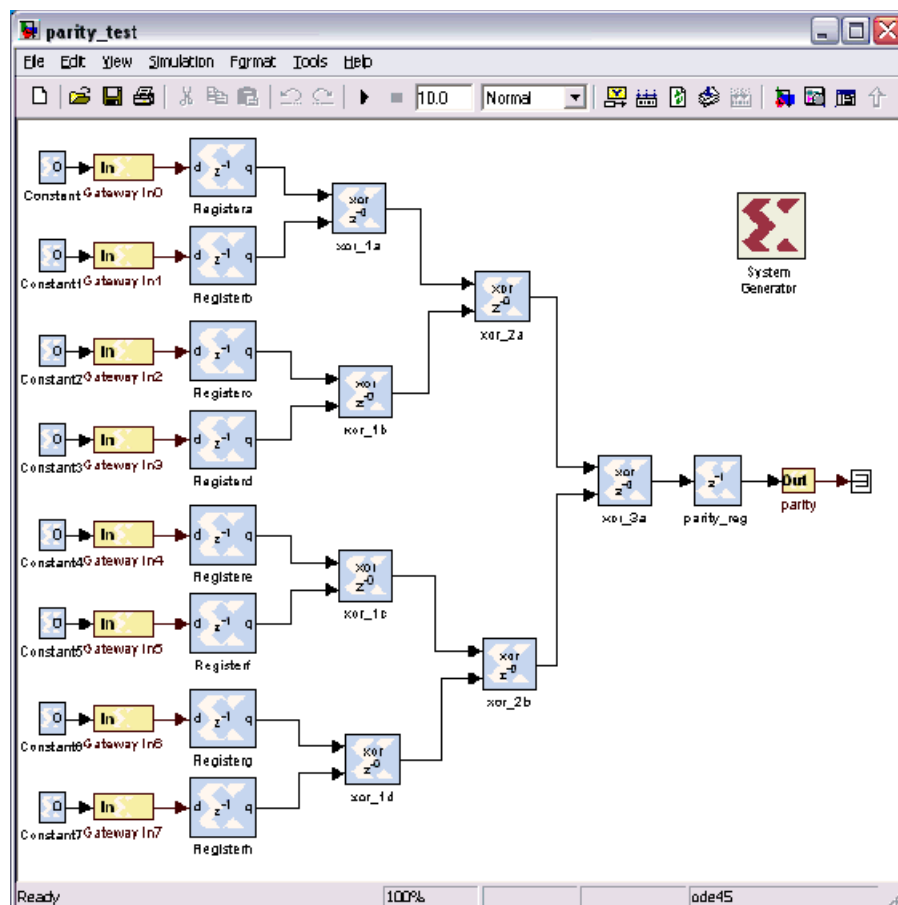 parity_test
File Edit View Simulation Format Tools Help
10.0 Normal
0 In d z⁻¹ q
Constant Gateway In0
Registera
xor z⁻⁰
xor_1a
0 In d z⁻¹ q
Constant1 Gateway In1
Registerb
xor z⁻⁰
xor_2a
System
Generator
0 In d z⁻¹ q
Constant2 Gateway In2
Registerc
xor z⁻⁰
xor_1b
0 In d z⁻¹ q
Constant3 Gateway In3
Registerd
xor z⁻⁰
xor_3a
z⁻¹
parity_reg
Out
parity
0 In d z⁻¹ q
Constant4 Gateway In4
Registere
xor z⁻⁰
xor_1c
0 In d z⁻¹ q
Constant5 Gateway In5
Registerf
xor z⁻⁰
xor_2b
0 In d z⁻¹ q
Constant6 Gateway In6
Registerg
xor z⁻⁰
xor_1d
0 In d z⁻¹ q
Constant7 Gateway In7
Registerh
Ready 100% ode45